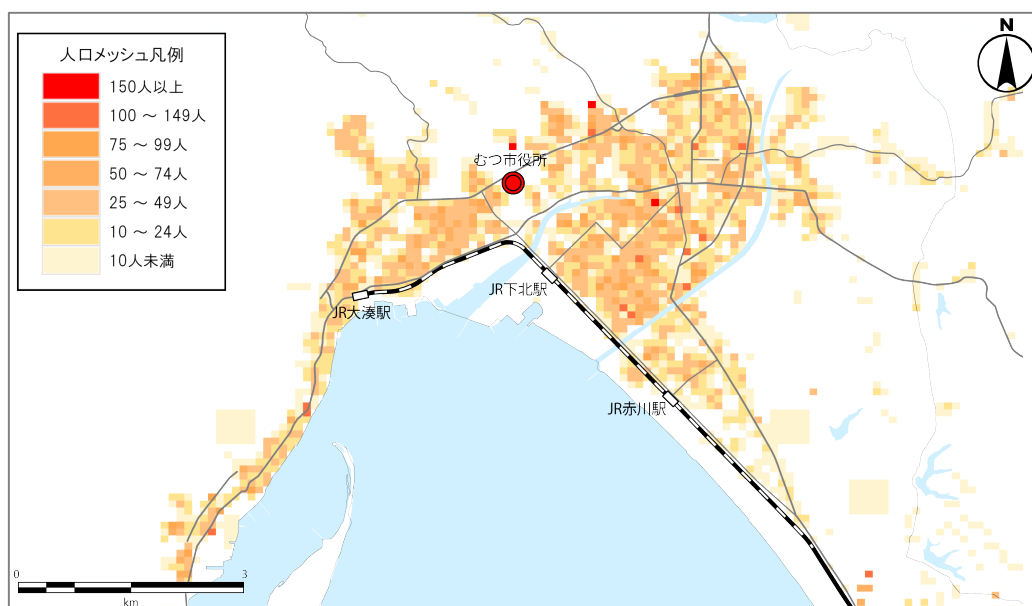 人口メッシュ凡例
150人以上
100 ～ 149人
75 ～ 99人
50 ～ 74人
25 ～ 49人
10 ～ 24人
10人未満
N
むつ市役所
JR下北駅
JR大湊駅
JR赤川駅
0 3
km